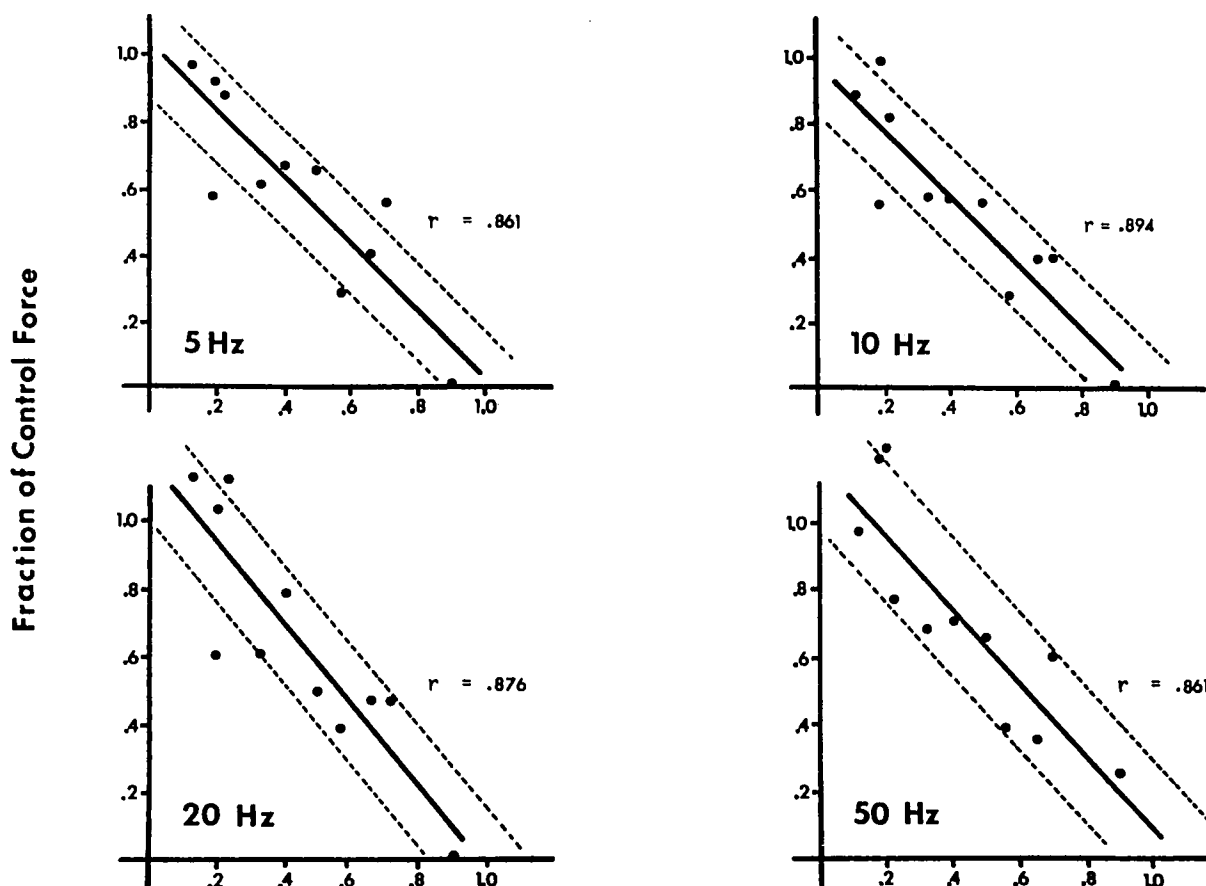 Fraction of Control Force
1.0
.8
.6
.4
.2
r = .861
5 Hz
.2 .4 .6 .8 1.0
1.0
.8
.6
.4
.2
r = .894
10 Hz
.2 .4 .6 .8 1.0
1.0
.8
.6
.4
.2
r = .876
20 Hz
.2 .4 .6 .8 1.0
1.0
.8
.6
.4
.2
r = .861
50 Hz
.2 .4 .6 .8 1.0